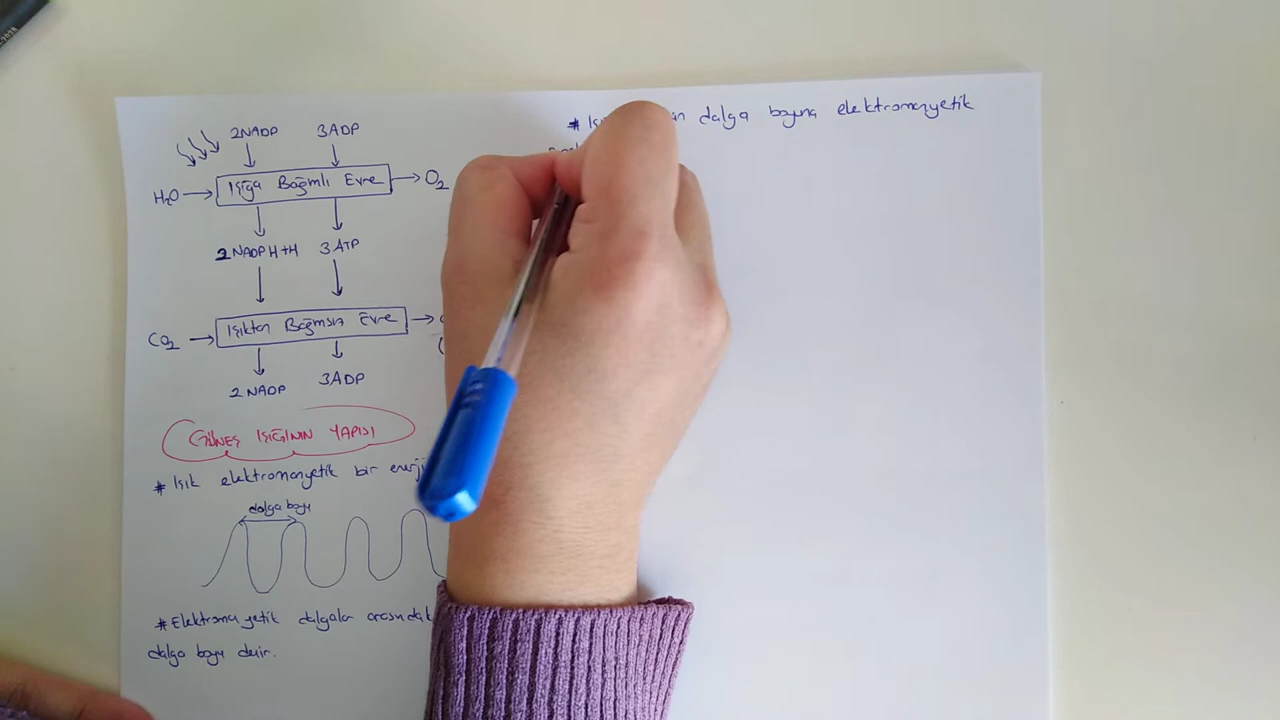 2NADP 3ADP
H₂O Işığa Bağımlı Evre O₂
2NADPH+H 3ATP
CO₂ Işıktan Bağımsız Evre
2NADP 3ADP
GÜNEŞ IŞIĞININ YAPISI
* Işık elektromanyetik bir enerji
dalga boyu
* Elektromanyetik dalgalar arasındak
dalga boyu denir.
* dalga boyuna elektromanyetik